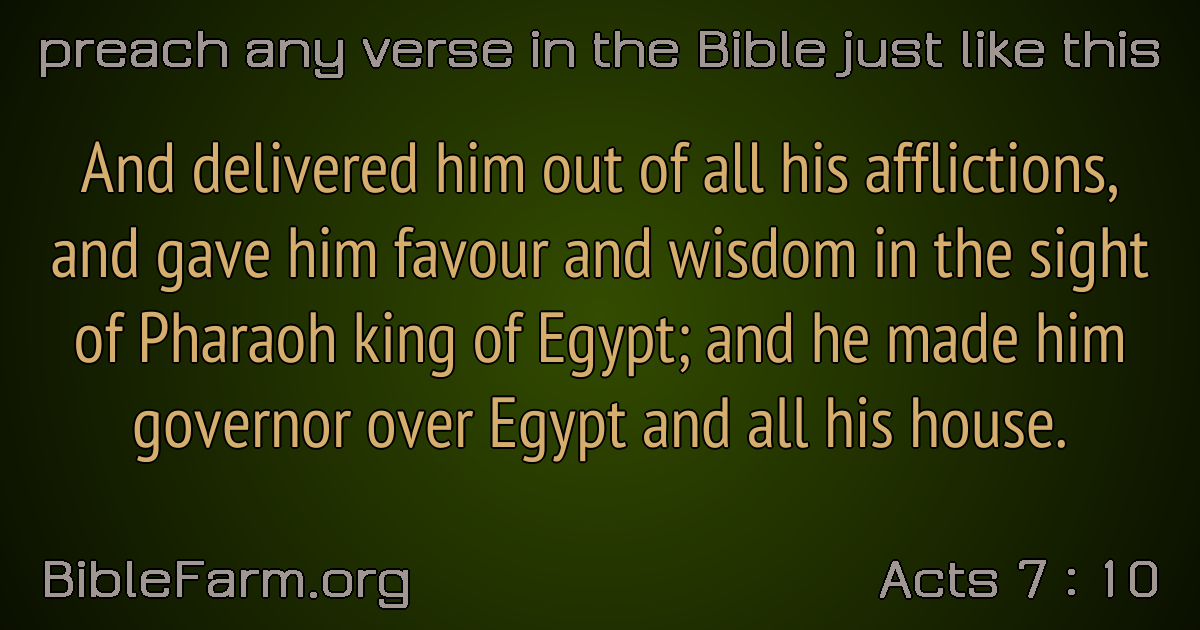 preach any verse in the Bible just like this
And delivered him out of all his afflictions,
and gave him favour and wisdom in the sight
of Pharaoh king of Egypt; and he made him
governor over Egypt and all his house.
BibleFarm.org
Acts 7 : 10